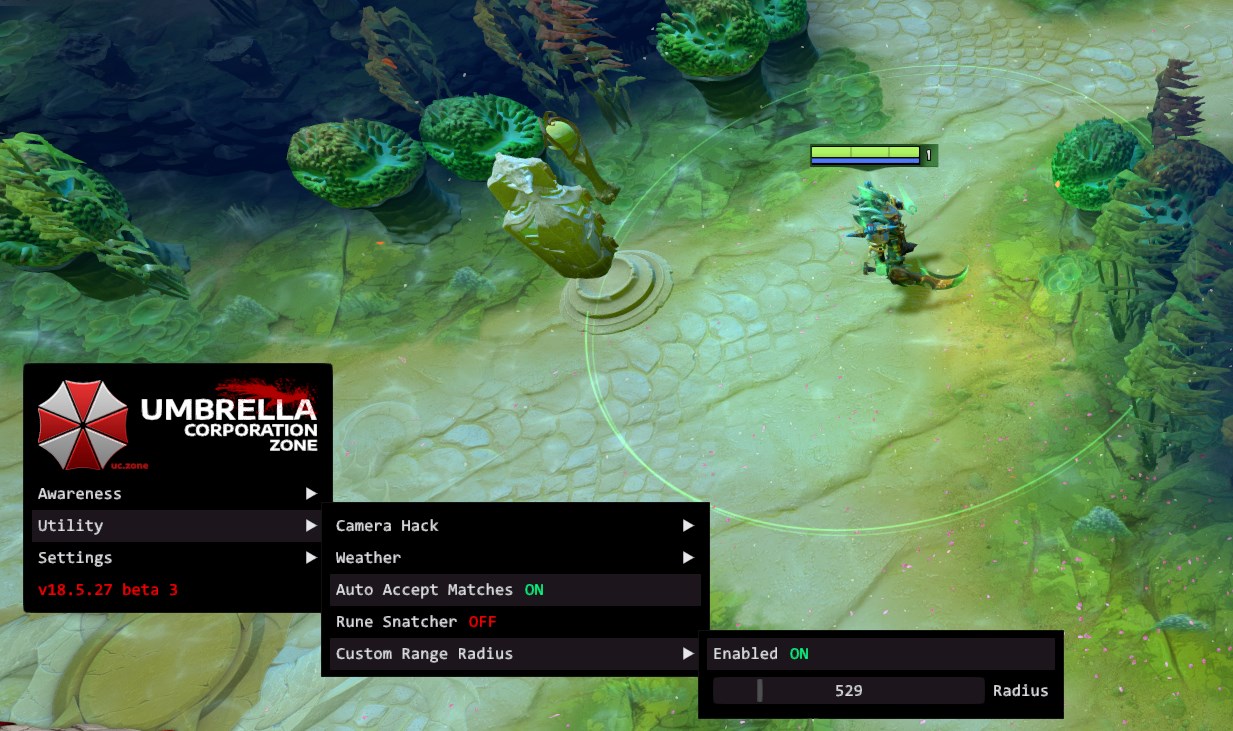 1
UMBRELLA
CORPORATION
ZONE
uc.zone
Awareness
Utility
Settings
v18.5.27 beta 3
Camera Hack
Weather
Auto Accept Matches ON
Rune Snatcher OFF
Custom Range Radius
Enabled ON
529 Radius